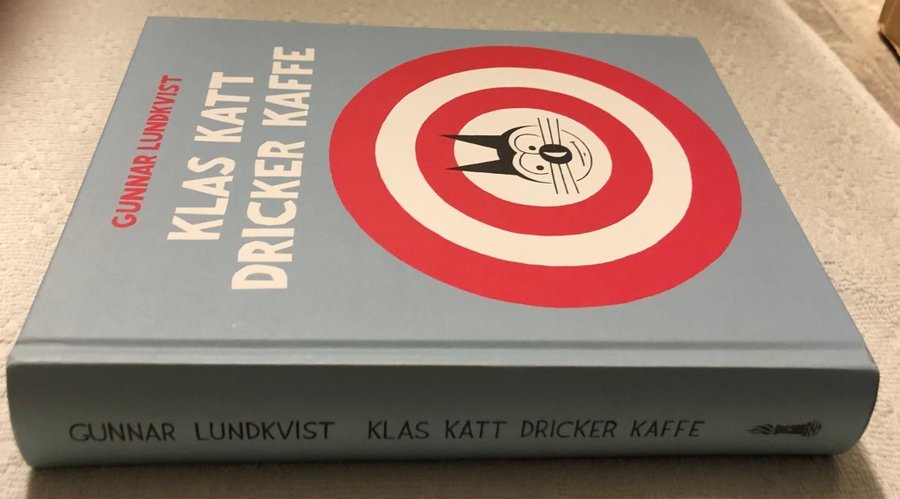 GUNNAR LUNDKVIST
KLAS KATT
DRICKER KAFFE
GUNNAR LUNDKVIST KLAS KATT DRICKER KAFFE